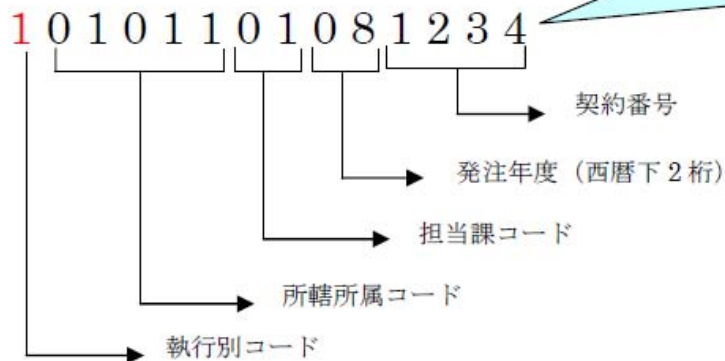 1 0 1 0 1 1 0 1 0 8 1 2 3 4
契約番号
発注年度（西暦下2桁）
担当課コード
所轄所属コード
執行別コード